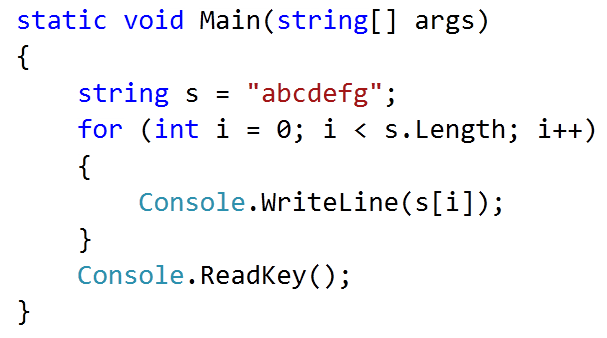 static void Main(string[] args)
{
    string s = "abcdefg";
    for (int i = 0; i < s.Length; i++)
    {
        Console.WriteLine(s[i]);
    }
    Console.ReadKey();
}